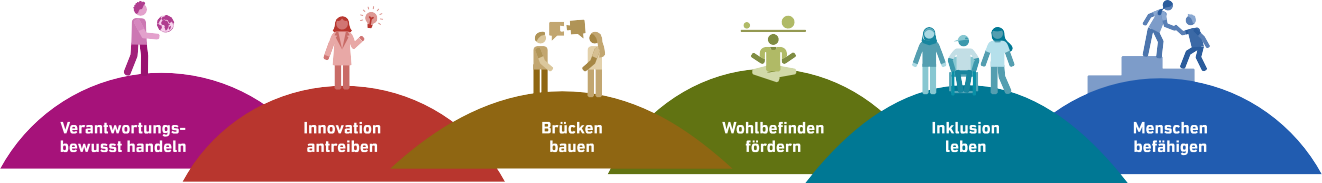 Verantwortungs-
bewusst handeln
Innovation
antreiben
Brücken
bauen
Wohlbefinden
fördern
Inklusion
leben
Menschen
befähigen